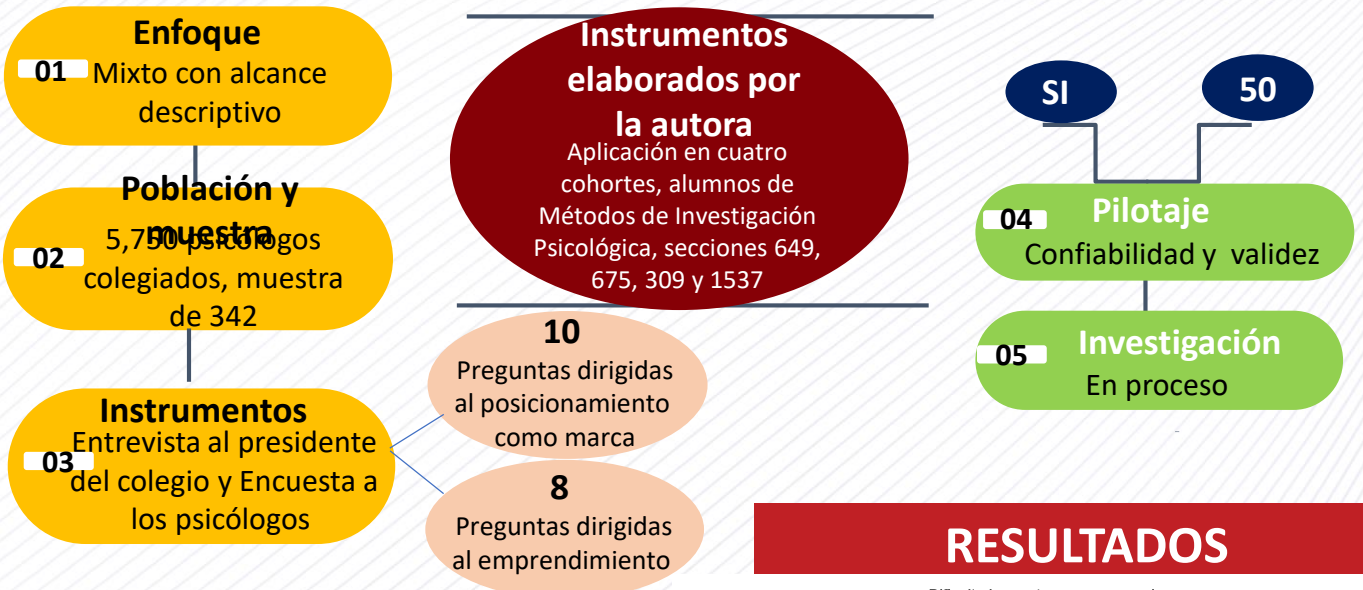 Enfoque
01
Mixto con alcance
descriptivo
Población y
muestra
02
5,750 psicólogos
colegiados, muestra
de 342
Instrumentos
03
Entrevista al presidente
del colegio y Encuesta a
los psicólogos
Instrumentos
elaborados por
la autora
Aplicación en cuatro
cohortes, alumnos de
Métodos de Investigación
Psicológica, secciones 649,
675, 309 y 1537
10
Preguntas dirigidas
al posicionamiento
como marca
8
Preguntas dirigidas
al emprendimiento
SI
50
04
Pilotaje
Confiabilidad y validez
05
Investigación
En proceso
RESULTADOS